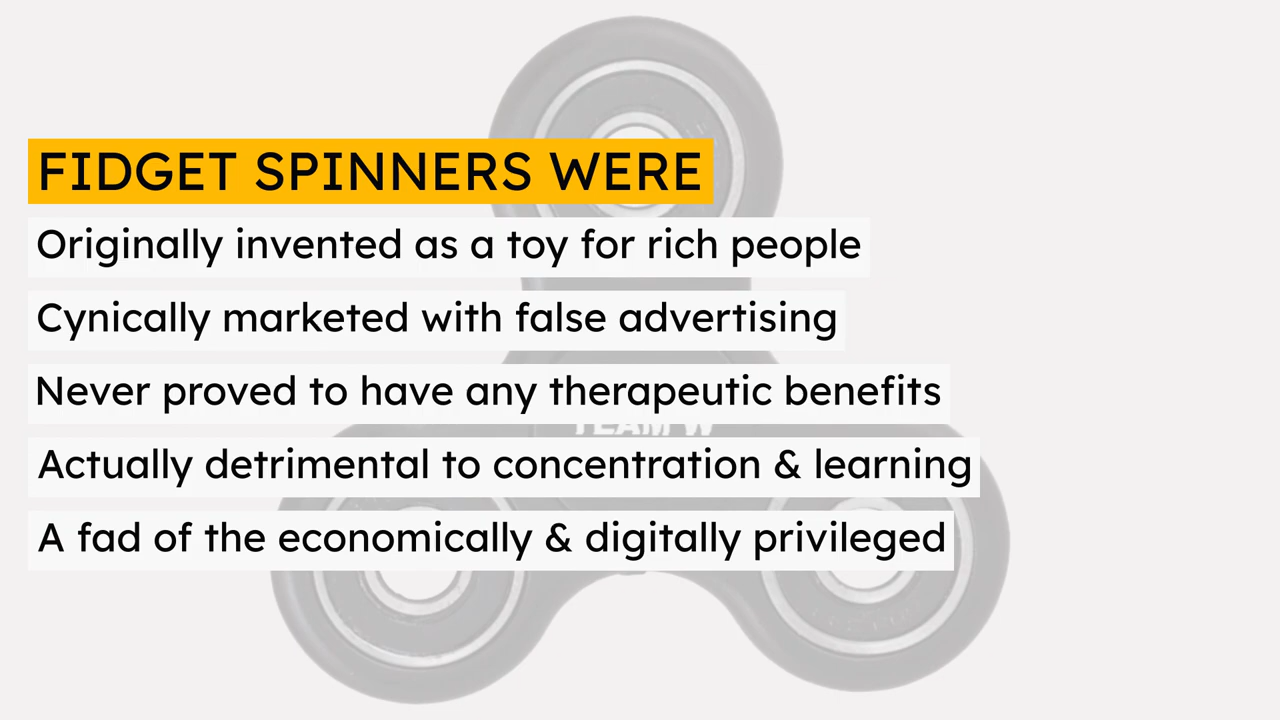 FIDGET SPINNERS WERE
Originally invented as a toy for rich people
Cynically marketed with false advertising
Never proved to have any therapeutic benefits
TEAM W
Actually detrimental to concentration & learning
A fad of the economically & digitally privileged